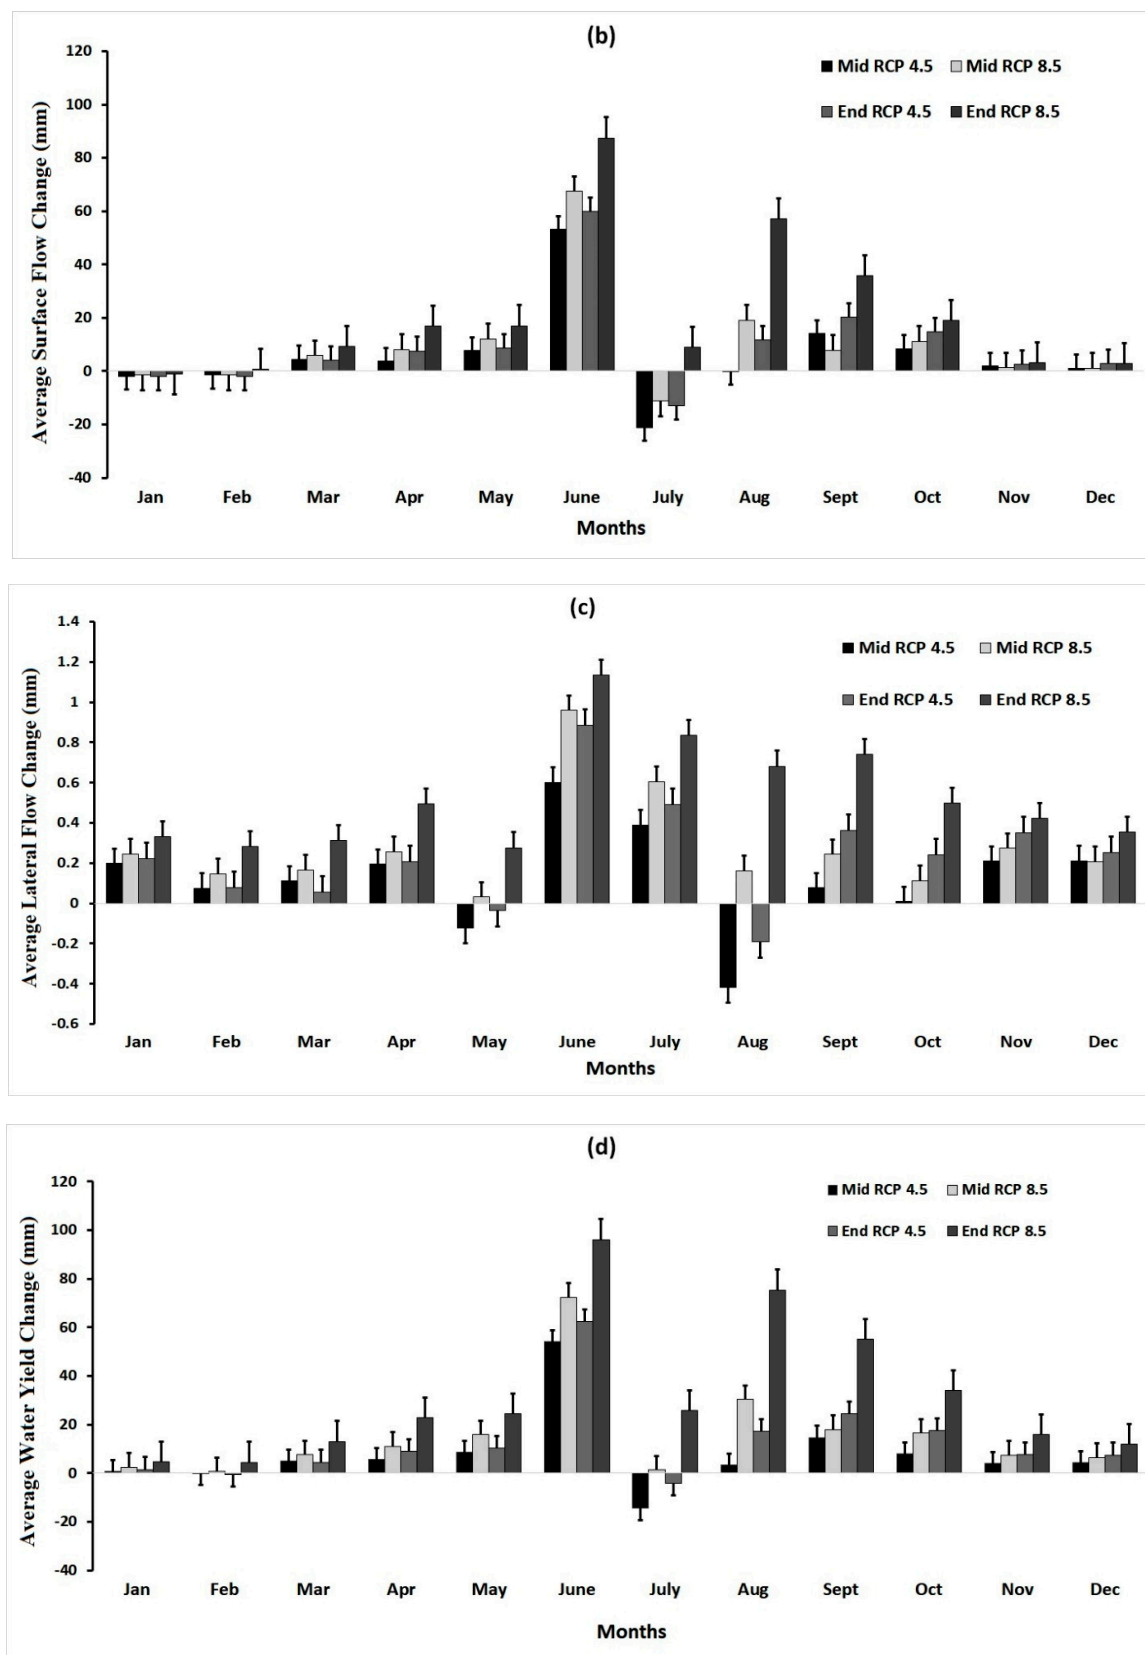 (b)
120
100
80
60
40
20
0
-20
-40
Average Surface Flow Change (mm)
Mid RCP 4.5 Mid RCP 8.5
End RCP 4.5 End RCP 8.5
Jan Feb Mar Apr May June July Aug Sept Oct Nov Dec
Months
(c)
1.4
1.2
1
0.8
0.6
0.4
0.2
0
-0.2
-0.4
-0.6
Average Lateral Flow Change (mm)
Mid RCP 4.5 Mid RCP 8.5
End RCP 4.5 End RCP 8.5
Jan Feb Mar Apr May June July Aug Sept Oct Nov Dec
Months
(d)
120
100
80
60
40
20
0
-20
-40
Average Water Yield Change (mm)
Mid RCP 4.5 Mid RCP 8.5
End RCP 4.5 End RCP 8.5
Jan Feb Mar Apr May June July Aug Sept Oct Nov Dec
Months